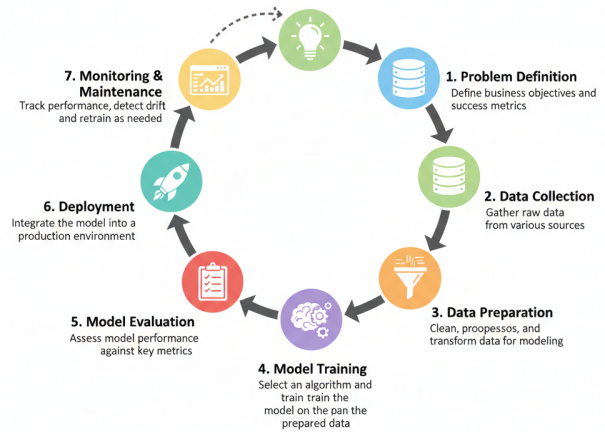 1. Problem Definition
Define business objectives and
success metrics
2. Data Collection
Gather raw data
from various sources
3. Data Preparation
Clean, proopessos, and
transform data for modeling
4. Model Training
Select an algorithm and
train train the
model on the pan the
prepared data
5. Model Evaluation
Assess model performance
against key metrics
6. Deployment
Integrate the model into a
production environment
7. Monitoring &
Maintenance
Track performance, detect drift
and retrain as needed